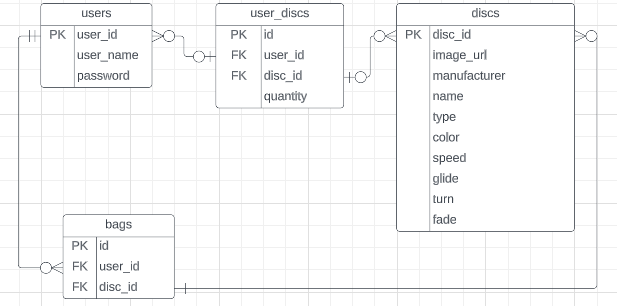 users
PK user_id
user_name
password
user_discs
PK id
FK user_id
FK disc_id
quantity
discs
PK disc_id
image_url
manufacturer
name
type
color
speed
glide
turn
fade
bags
PK id
FK user_id
FK disc_id